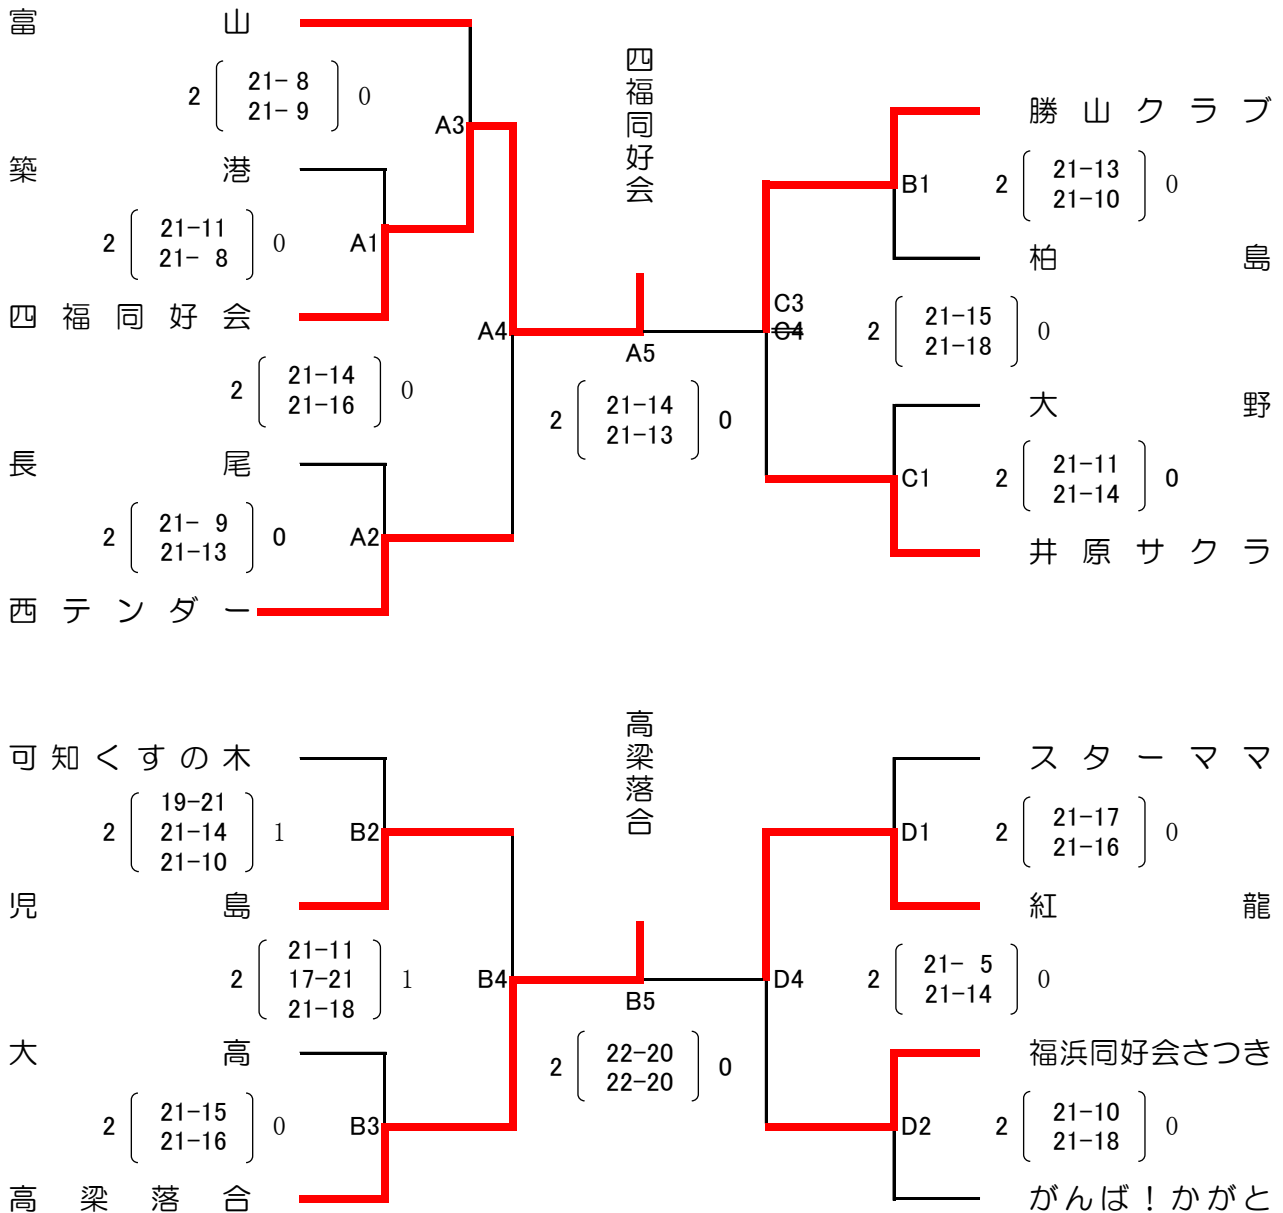 富山
2 21- 8 0
21- 9
A3
築港
2 21-11 0
21- 8
A1
四福同好会
A4
2 21-14 0
21-16
長尾
2 21- 9 0
21-13
A2
西テンダー
四福同好会
A5
2 21-14 0
21-13
勝山クラブ
B1
2 21-13 0
21-10
柏島
C3
C4
2 21-15 0
21-18
大野
C1
2 21-11 0
21-14
井原サクラ
可知くすの木
2 19-21 1
21-14
21-10
B2
児島
2 21-11 1
17-21
21-18
B4
大高
2 21-15 0
21-16
B3
高梁落合
高梁落合
B5
2 22-20 0
22-20
スターママ
D1
2 21-17 0
21-16
紅龍
D4
2 21- 5 0
21-14
福浜同好会さつき
D2
2 21-10 0
21-18
がんば！かがと